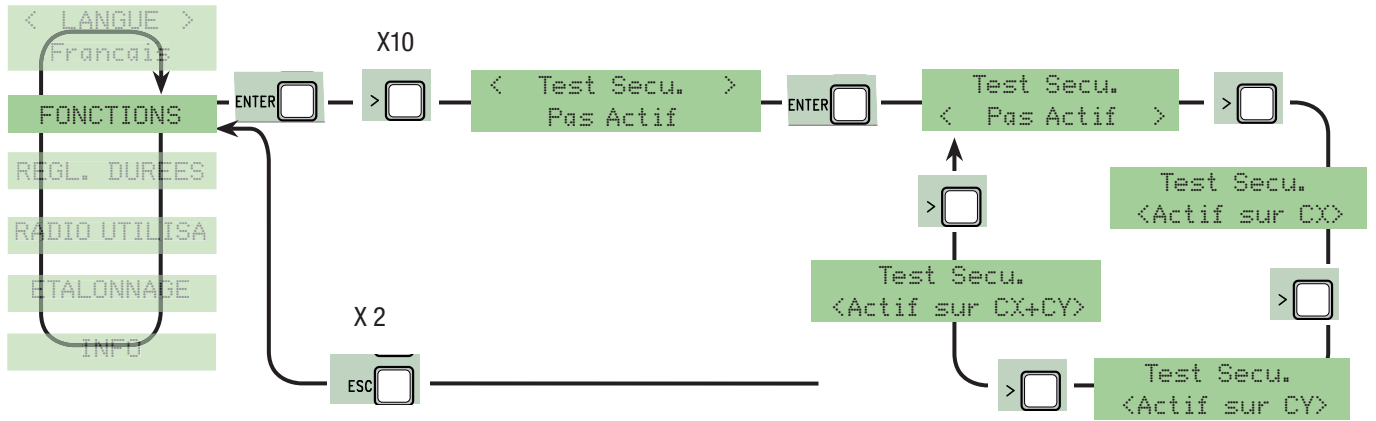 < LANGUE >
Francais
FONCTIONS
REGL. DUREES
RADIO UTILISA
ETALONNAGE
INFO
ENTER
X10
>
< Test Secu. >
Pas Actif
ENTER
Test Secu.
< Pas Actif >
>
Test Secu.
<Actif sur CX>
>
Test Secu.
<Actif sur CY>
>
Test Secu.
<Actif sur CX+CY>
>
X 2
ESC